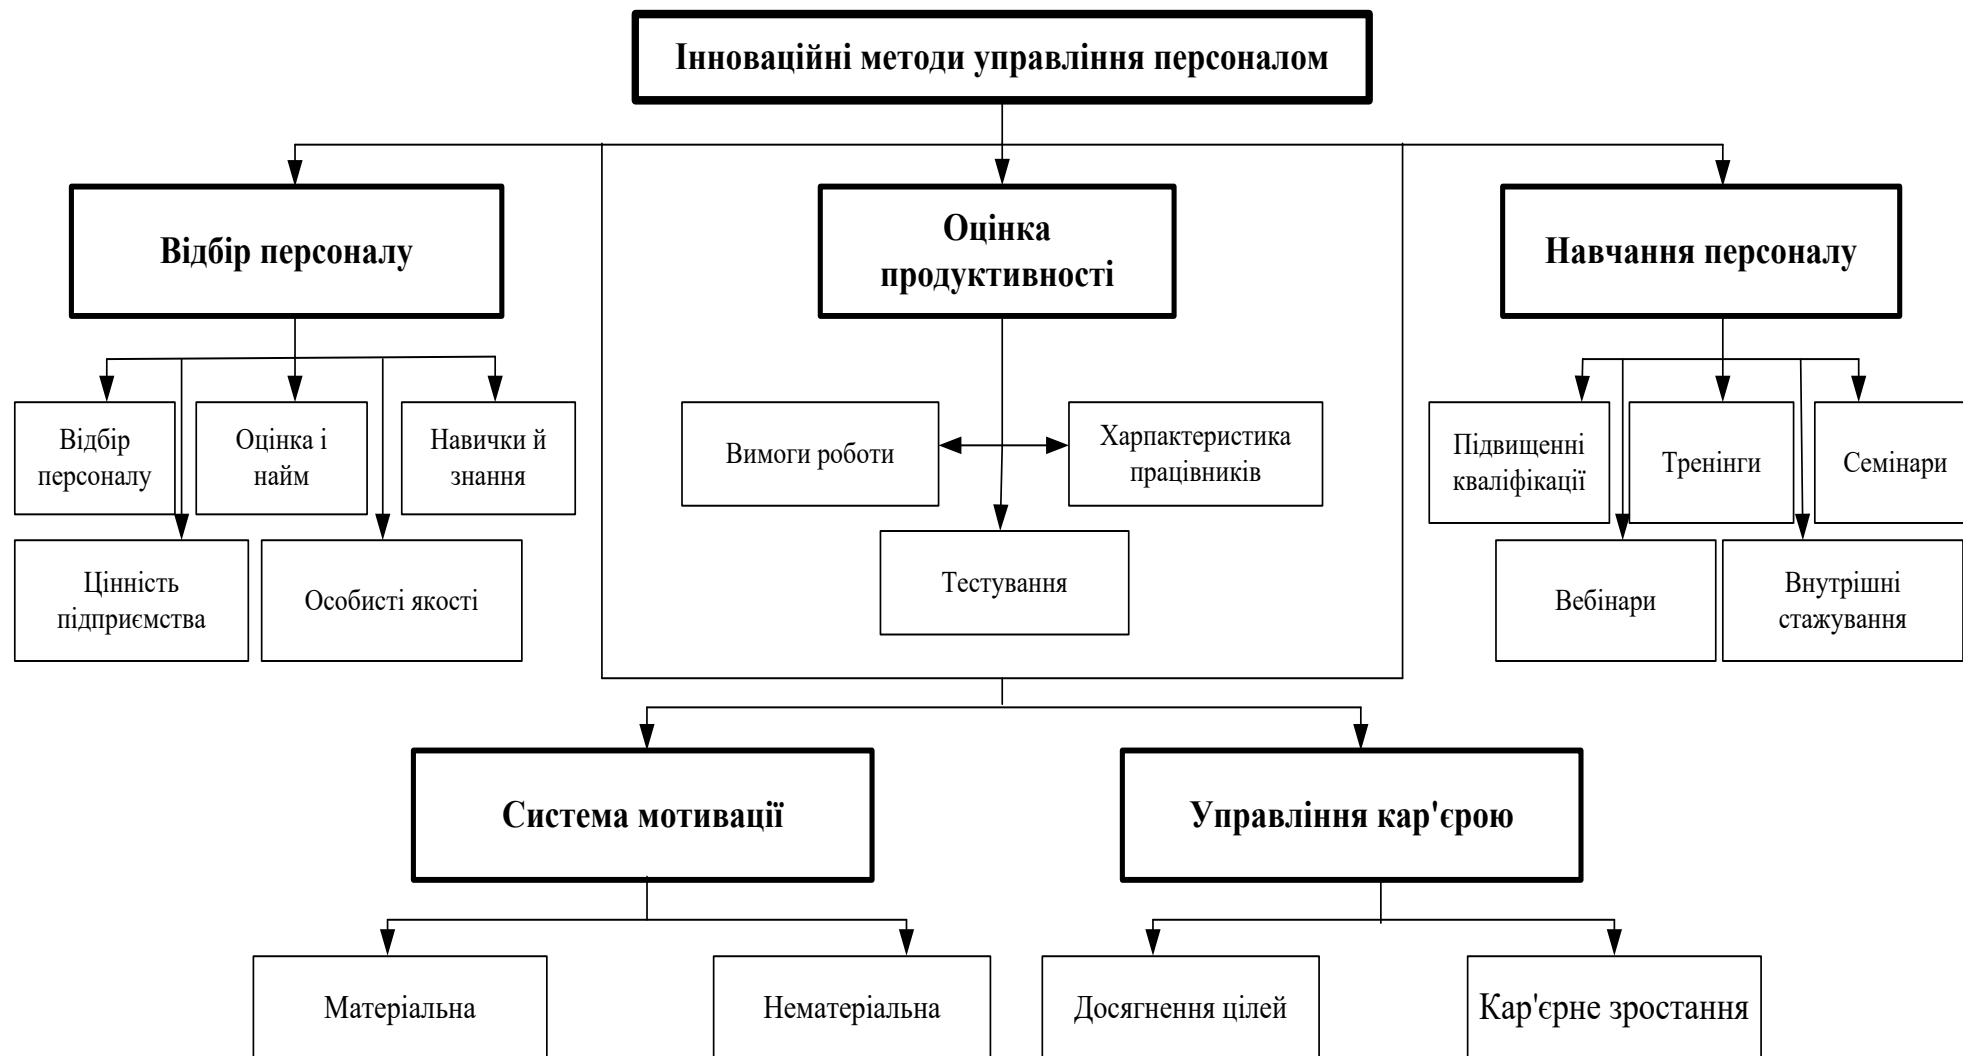 Інноваційні методи управління персоналом
Відбір персоналу
Оцінка
продуктивності
Навчання персоналу
Відбір
персоналу
Оцінка і
найм
Навички й
знання
Цінність
підприємства
Особисті якості
Вимоги роботи
Харпактеристика
працівників
Тестування
Підвищенні
кваліфікації
Тренінги
Семінари
Вебінари
Внутрішні
стажування
Система мотивації
Управління кар'єрою
Матеріальна
Нематеріальна
Досягнення цілей
Кар'єрне зростання